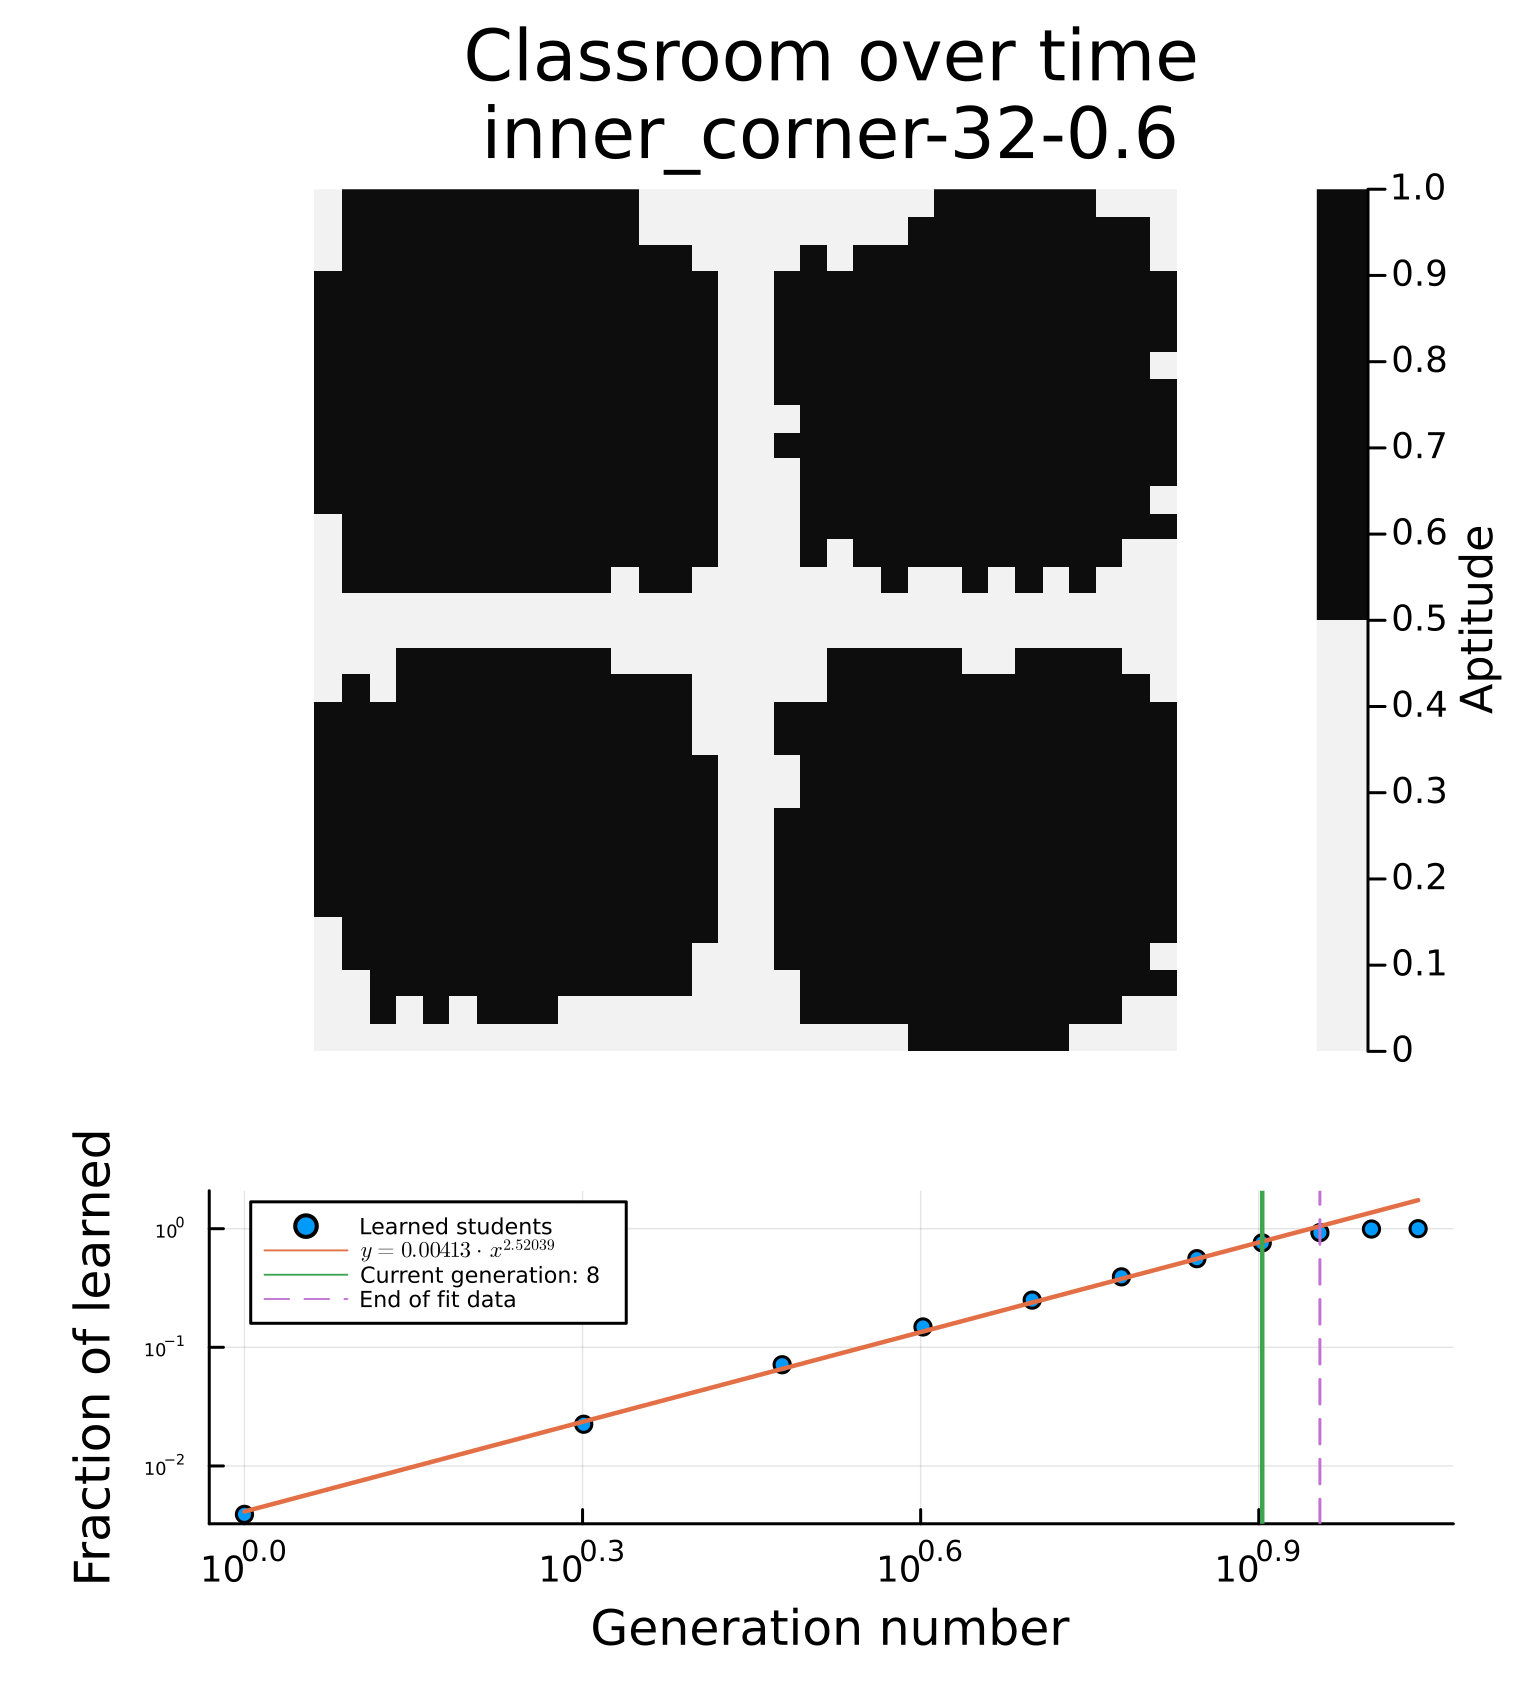 Classroom over time
inner_corner-32-0.6
1.0
0.9
0.8
0.7
0.6
0.5
0.4
0.3
0.2
0.1
0
Aptitude
Fraction of learned
10⁰
10⁻¹
10⁻²
Learned students
y = 0.00413 · x^2.52039
Current generation: 8
End of fit data
10^0.0
10^0.3
10^0.6
10^0.9
Generation number